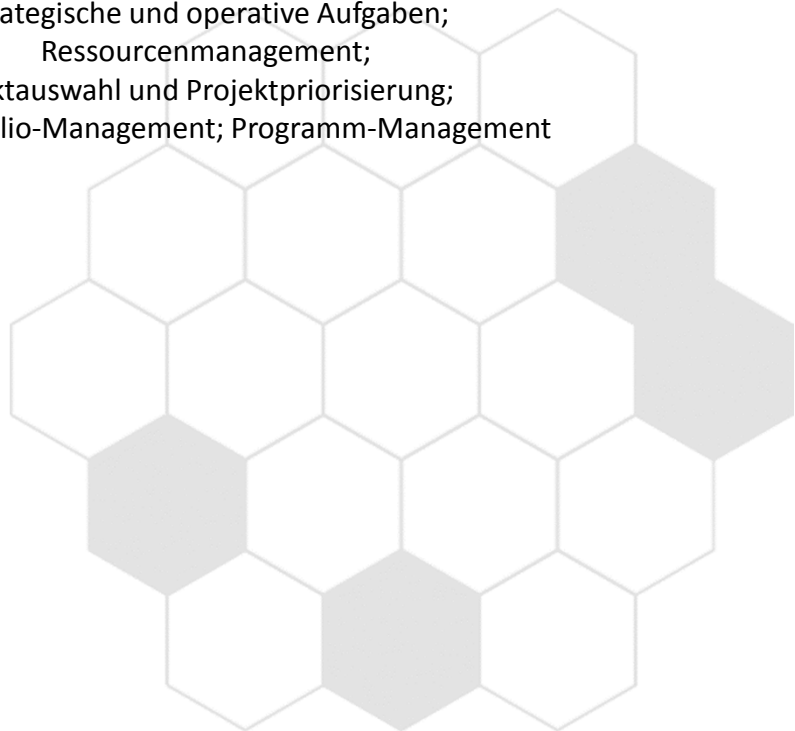 ategische und operative Aufgaben;
Ressourcenmanagement;
ktauswahl und Projektpriorisierung;
lio-Management; Programm-Management